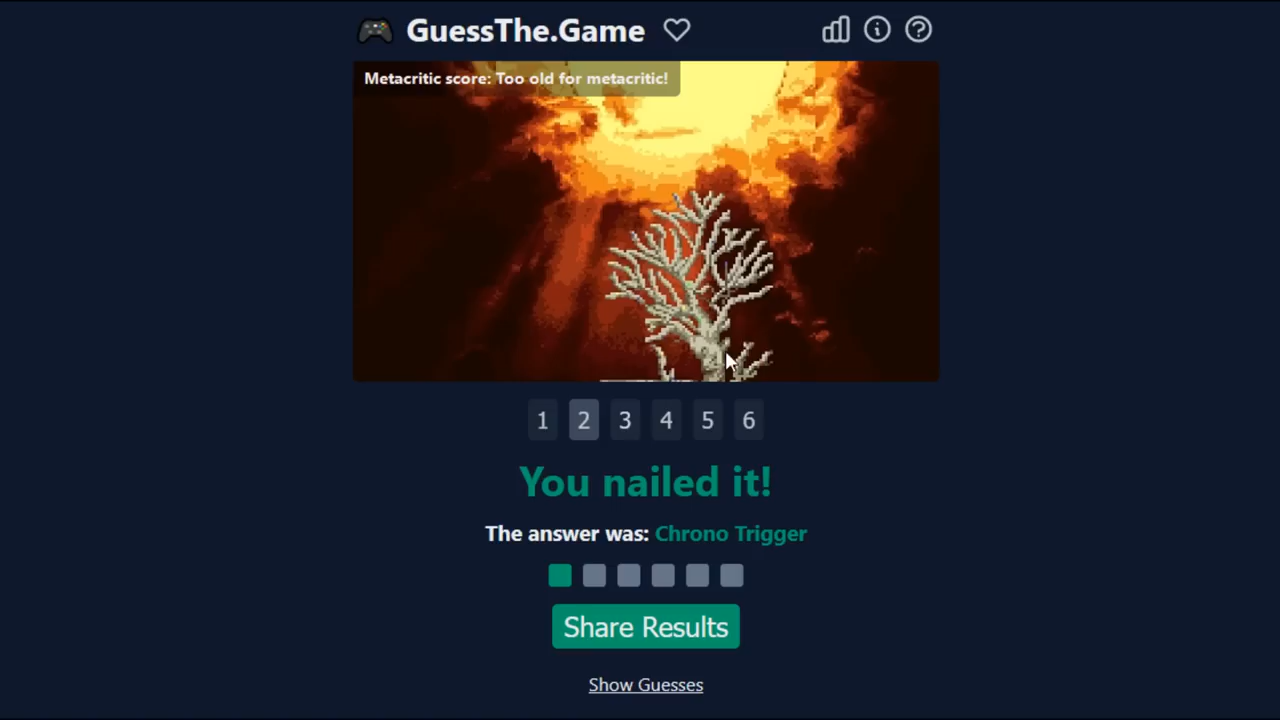 GuessThe.Game
Metacritic score: Too old for metacritic!
1 2 3 4 5 6
You nailed it!
The answer was: Chrono Trigger
Share Results
Show Guesses